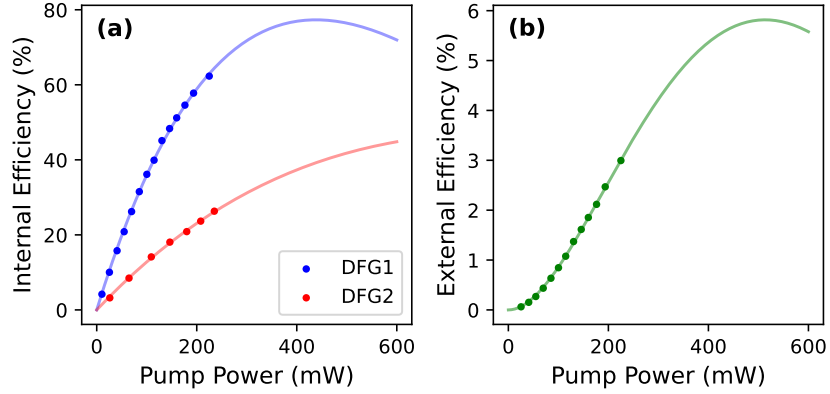 (a)
Internal Efficiency (%)
80
60
40
20
0
DFG1
DFG2
0 200 400 600
Pump Power (mW)
(b)
External Efficiency (%)
6
5
4
3
2
1
0
0 200 400 600
Pump Power (mW)